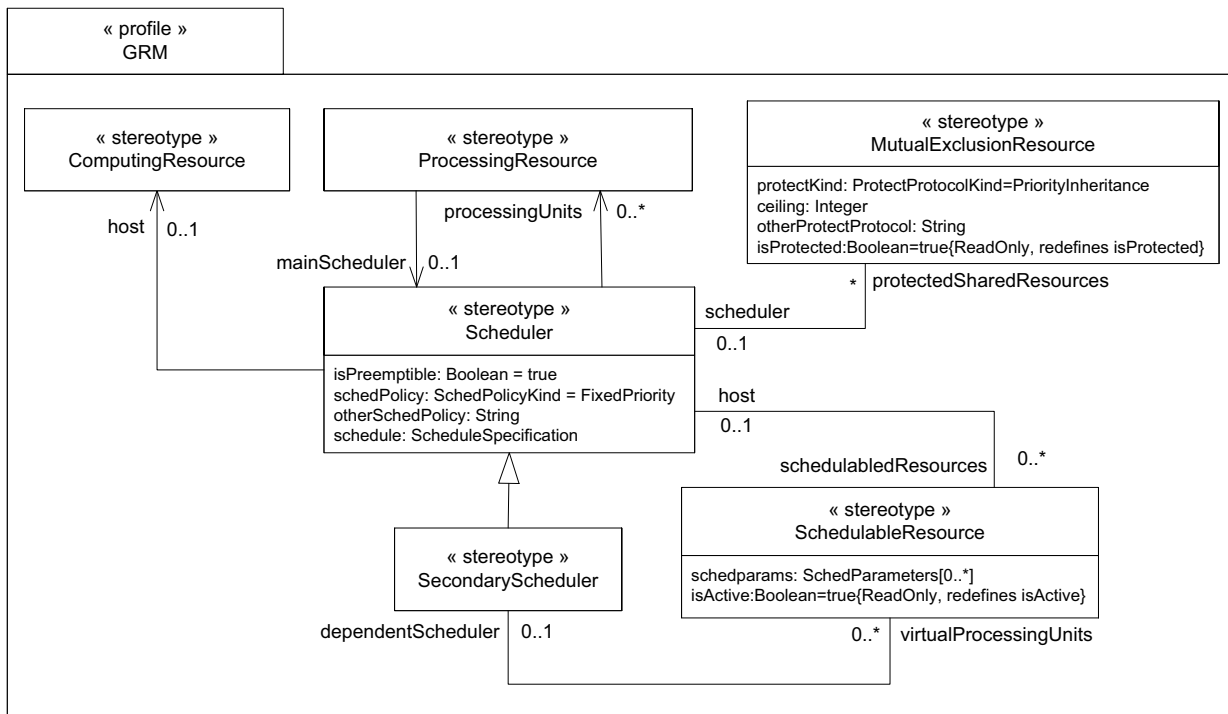 « profile »
GRM
« stereotype »
ComputingResource
« stereotype »
ProcessingResource
« stereotype »
MutualExclusionResource
protectKind: ProtectProtocolKind=PriorityInheritance
ceiling: Integer
otherProtectProtocol: String
isProtected:Boolean=true{ReadOnly, redefines isProtected}
host
0..1
processingUnits
0..*
mainScheduler
0..1
* protectedSharedResources
« stereotype »
Scheduler
isPreemptible: Boolean = true
schedPolicy: SchedPolicyKind = FixedPriority
otherSchedPolicy: String
schedule: ScheduleSpecification
scheduler
0..1
host
0..1
schedulabledResources
0..*
« stereotype »
SchedulableResource
schedparams: SchedParameters[0..*]
isActive:Boolean=true{ReadOnly, redefines isActive}
« stereotype »
SecondaryScheduler
dependentScheduler
0..1
0..*
virtualProcessingUnits